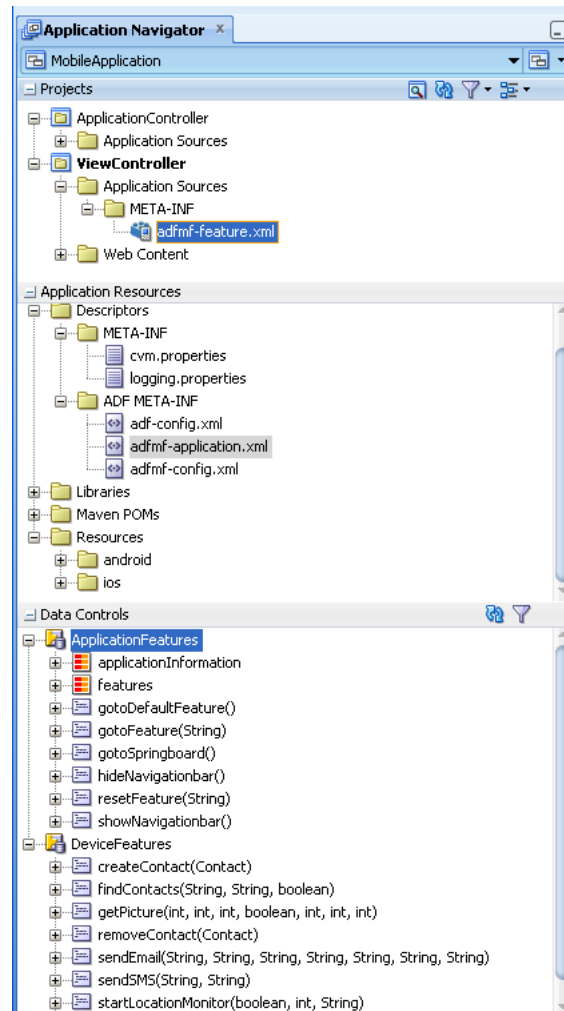 Application Navigator
MobileApplication
Projects
ApplicationController
Application Sources
ViewController
Application Sources
META-INF
adfmf-feature.xml
Web Content
Application Resources
Descriptors
META-INF
cvm.properties
logging.properties
ADF META-INF
adf-config.xml
adfmf-application.xml
adfmf-config.xml
Libraries
Maven POMs
Resources
android
ios
Data Controls
ApplicationFeatures
applicationInformation
features
gotoDefaultFeature()
gotoFeature(String)
gotoSpringboard()
hideNavigationbar()
resetFeature(String)
showNavigationbar()
DeviceFeatures
createContact(Contact)
findContacts(String, String, boolean)
getPicture(int, int, int, boolean, int, int, int)
removeContact(Contact)
sendEmail(String, String, String, String, String, String, String)
sendSMS(String, String)
startLocationMonitor(boolean, int, String)